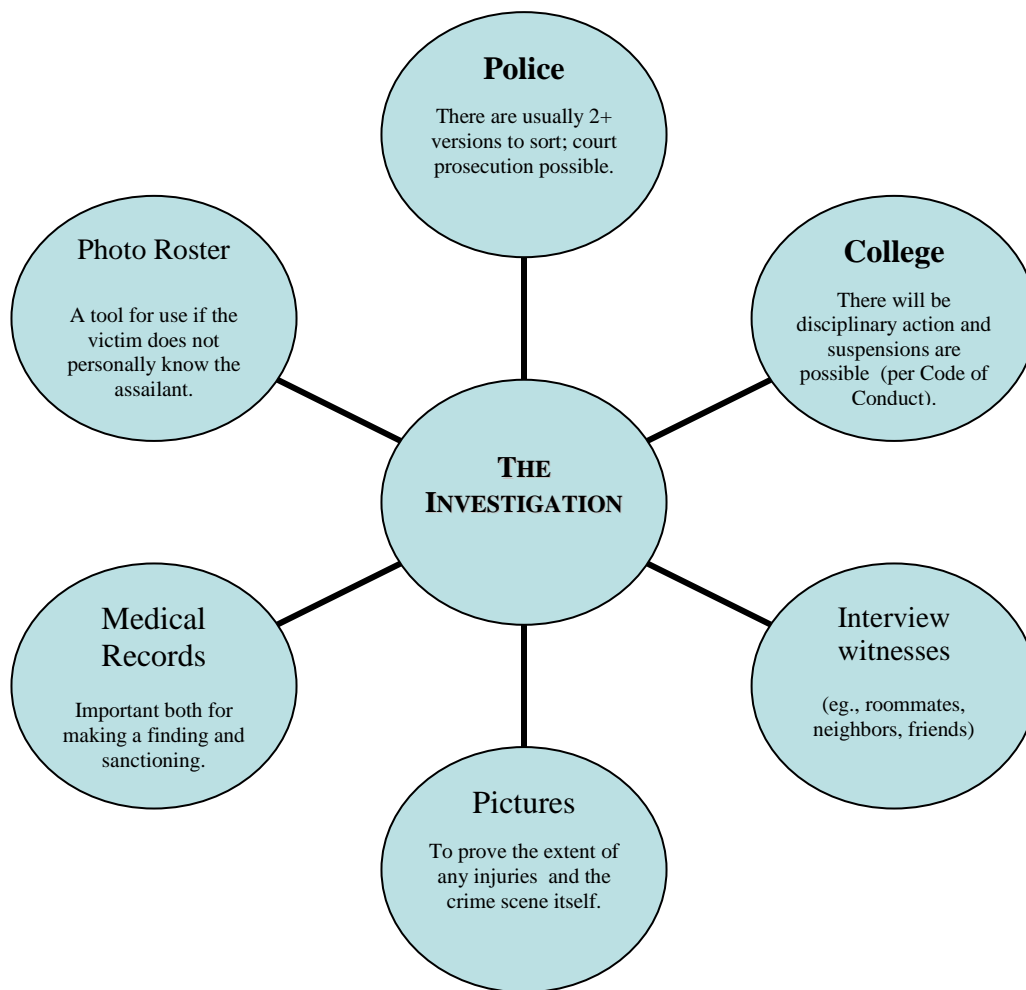 Police
There are usually 2+
versions to sort; court
prosecution possible.
Photo Roster
A tool for use if the
victim does not
personally know the
assailant.
College
There will be
disciplinary action and
suspensions are
possible (per Code of
Conduct).
THE
INVESTIGATION
Medical
Records
Important both for
making a finding and
sanctioning.
Interview
witnesses
(eg., roommates,
neighbors, friends)
Pictures
To prove the extent of
any injuries and the
crime scene itself.